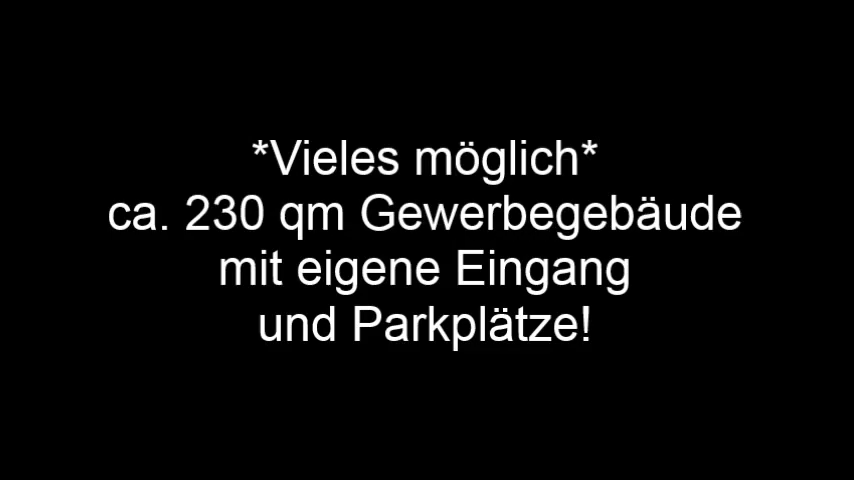 *Vieles möglich*
ca. 230 qm Gewerbegebäude
mit eigene Eingang
und Parkplätze!